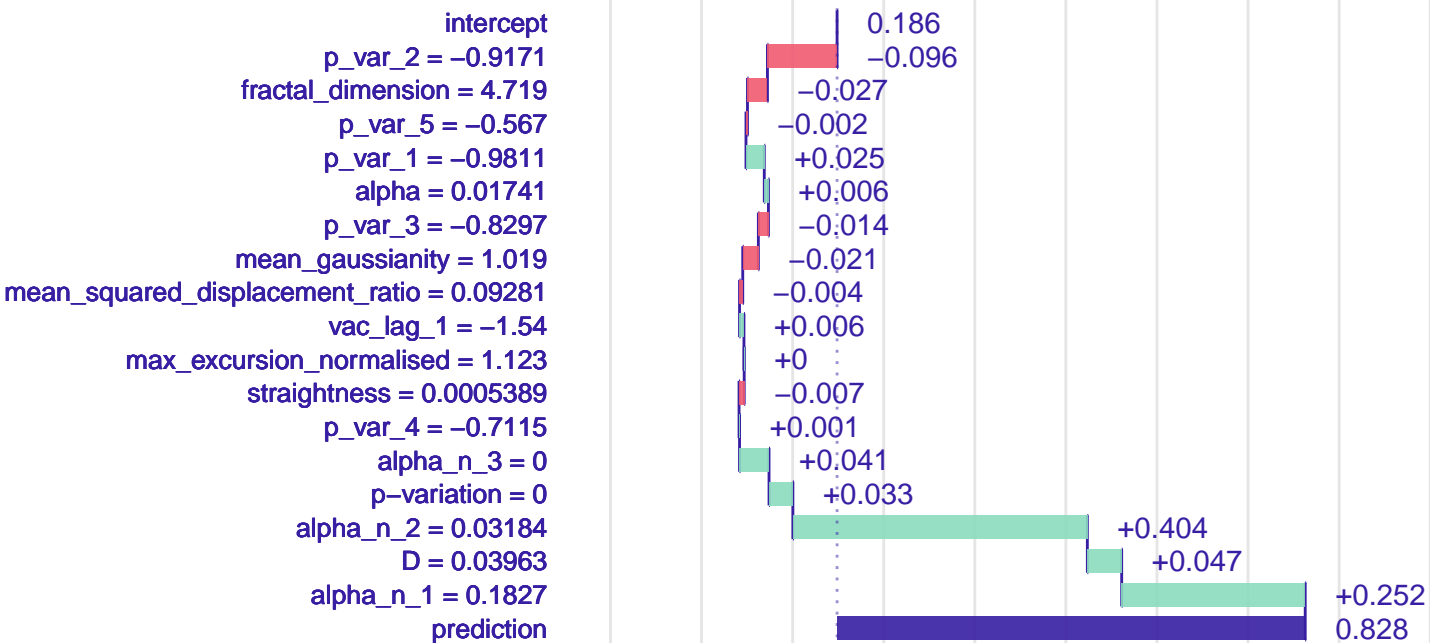 intercept 0.186
p_var_2 = −0.9171 −0.096
fractal_dimension = 4.719 −0.027
p_var_5 = −0.567 −0.002
p_var_1 = −0.9811 +0.025
alpha = 0.01741 +0.006
p_var_3 = −0.8297 −0.014
mean_gaussianity = 1.019 −0.021
mean_squared_displacement_ratio = 0.09281 −0.004
vac_lag_1 = −1.54 +0.006
max_excursion_normalised = 1.123 +0
straightness = 0.0005389 −0.007
p_var_4 = −0.7115 +0.001
alpha_n_3 = 0 +0.041
p−variation = 0 +0.033
alpha_n_2 = 0.03184 +0.404
D = 0.03963 +0.047
alpha_n_1 = 0.1827 +0.252
prediction 0.828